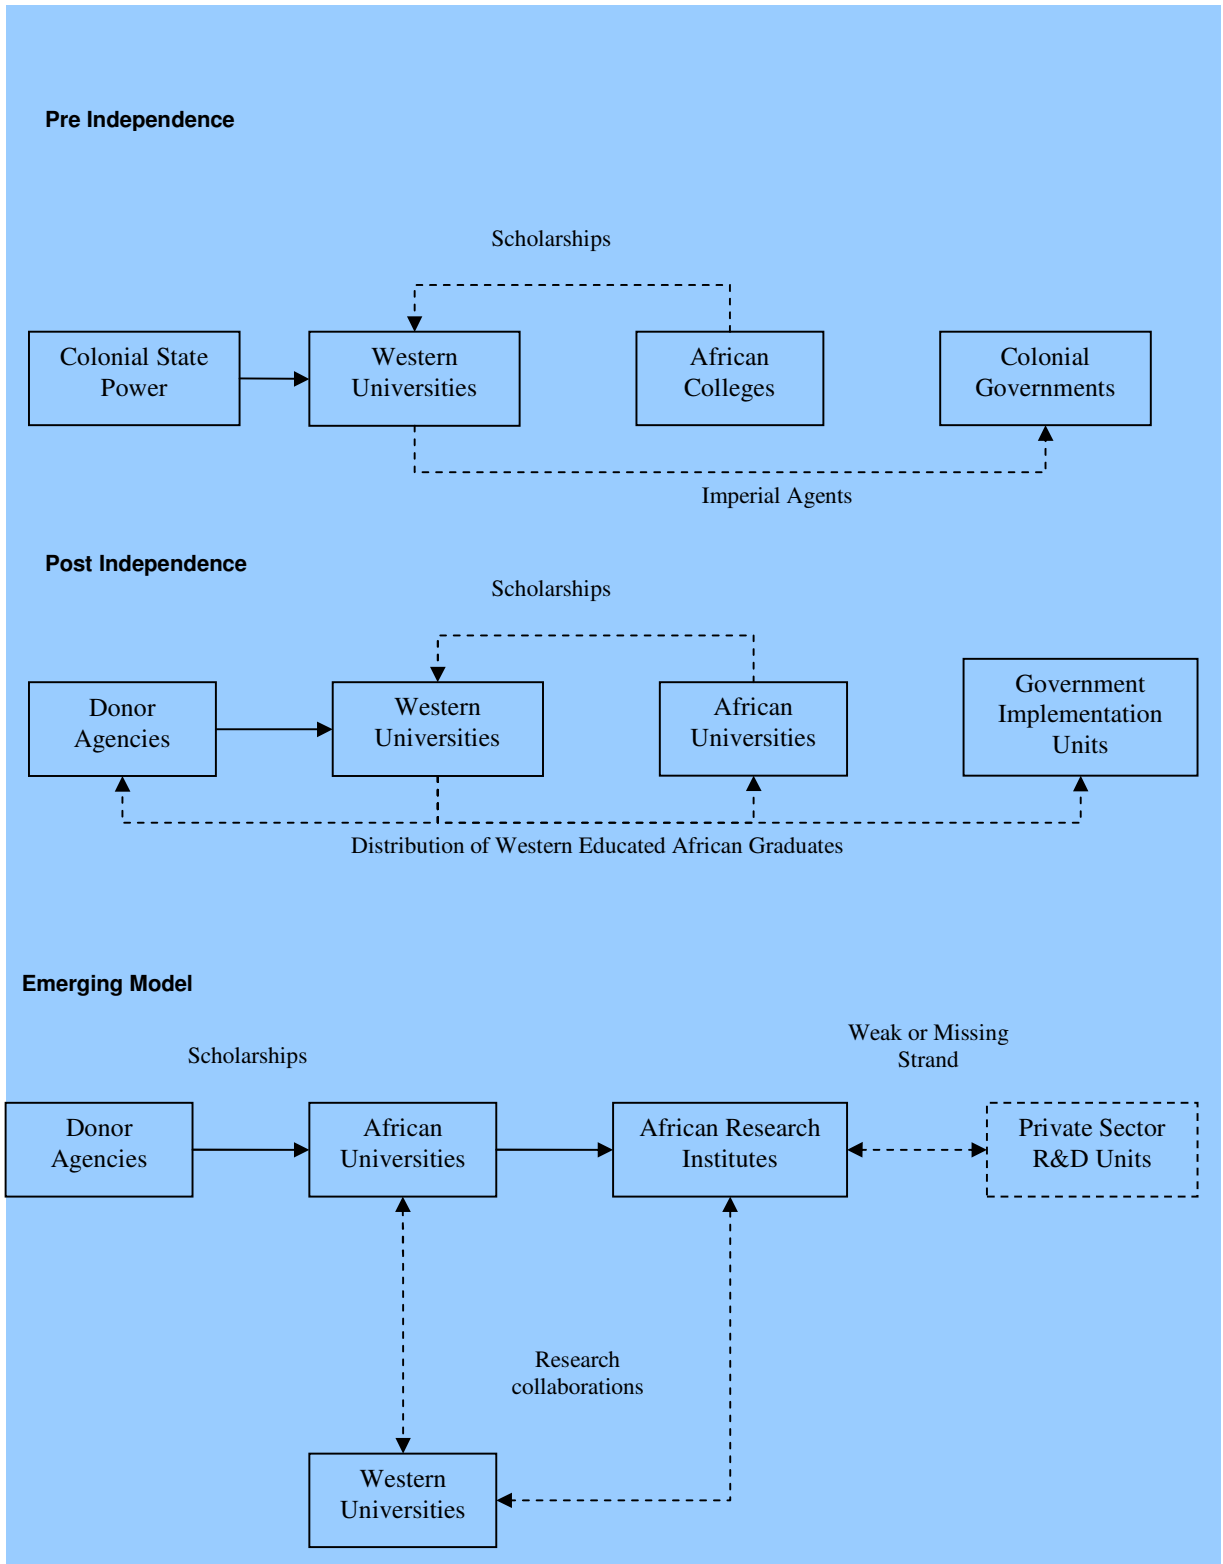 Pre Independence
Scholarships
Colonial State
Power
Western
Universities
African
Colleges
Colonial
Governments
Imperial Agents
Post Independence
Scholarships
Donor
Agencies
Western
Universities
African
Universities
Government
Implementation
Units
Distribution of Western Educated African Graduates
Emerging Model
Scholarships
Weak or Missing
Strand
Donor
Agencies
African
Universities
African Research
Institutes
Private Sector
R&D Units
Research
collaborations
Western
Universities